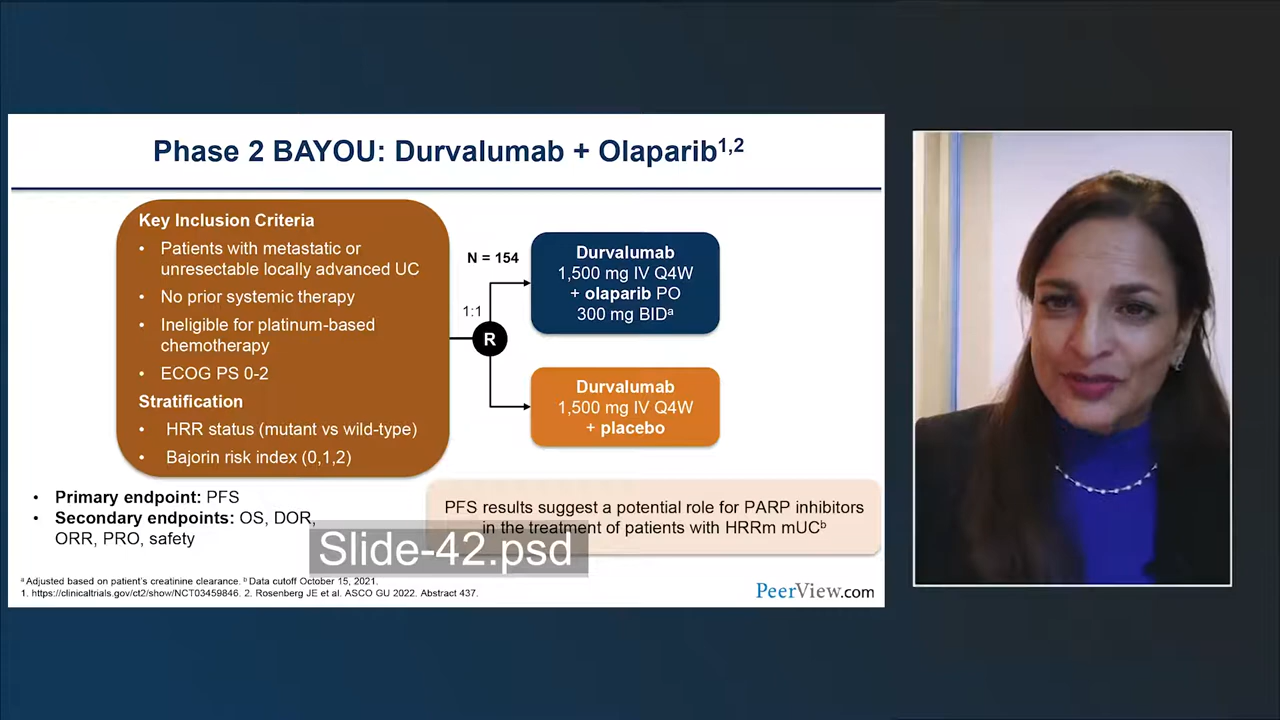 Phase 2 BAYOU: Durvalumab + Olaparib1,2
Key Inclusion Criteria
• Patients with metastatic or
unresectable locally advanced UC
• No prior systemic therapy
• Ineligible for platinum-based
chemotherapy
• ECOG PS 0-2
Stratification
• HRR status (mutant vs wild-type)
• Bajorin risk index (0,1,2)
N = 154
1:1
R
Durvalumab
1,500 mg IV Q4W
+ olaparib PO
300 mg BIDa
Durvalumab
1,500 mg IV Q4W
+ placebo
• Primary endpoint: PFS
• Secondary endpoints: OS, DOR,
ORR, PRO, safety
PFS results suggest a potential role for PARP inhibitors
in the treatment of patients with HRRm mUCb
Slide-42.psd
a Adjusted based on patient's creatinine clearance. b Data cutoff October 15, 2021.
1. https://clinicaltrials.gov/ct2/show/NCT03459846. 2. Rosenberg JE et al. ASCO GU 2022. Abstract 437.
PeerView.com